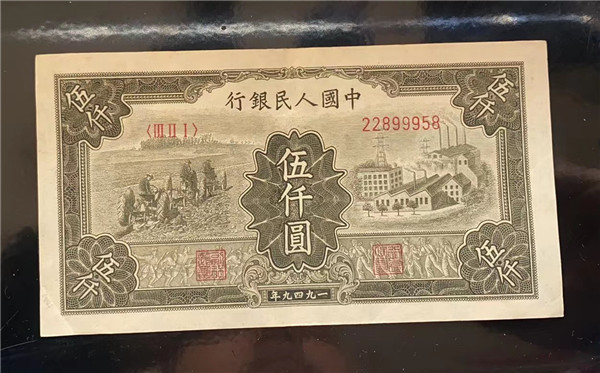 伍仟
伍仟
中國人民銀行
〈III II I〉
22899958
伍仟圓
伍仟
伍仟
一九四九年